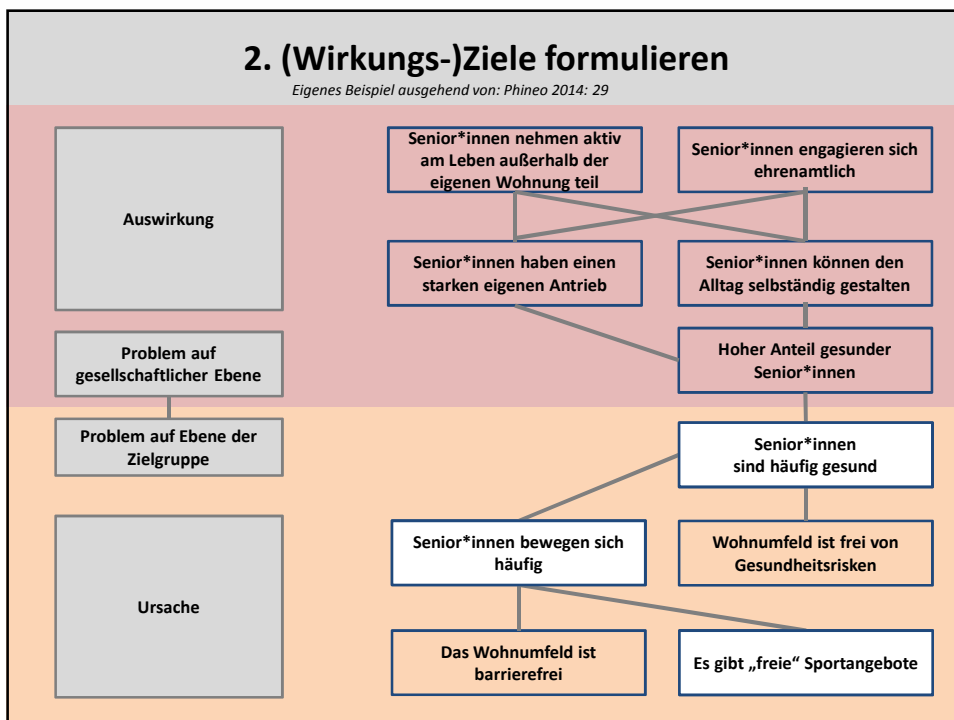 2. (Wirkungs-)Ziele formulieren
Eigenes Beispiel ausgehend von: Phineo 2014: 29
Auswirkung
Senior*innen nehmen aktiv
am Leben außerhalb der
eigenen Wohnung teil
Senior*innen engagieren sich
ehrenamtlich
Senior*innen haben einen
starken eigenen Antrieb
Senior*innen können den
Alltag selbständig gestalten
Problem auf
gesellschaftlicher Ebene
Hoher Anteil gesunder
Senior*innen
Problem auf Ebene der
Zielgruppe
Senior*innen
sind häufig gesund
Ursache
Senior*innen bewegen sich
häufig
Wohnumfeld ist frei von
Gesundheitsrisken
Das Wohnumfeld ist
barrierefrei
Es gibt „freie“ Sportangebote